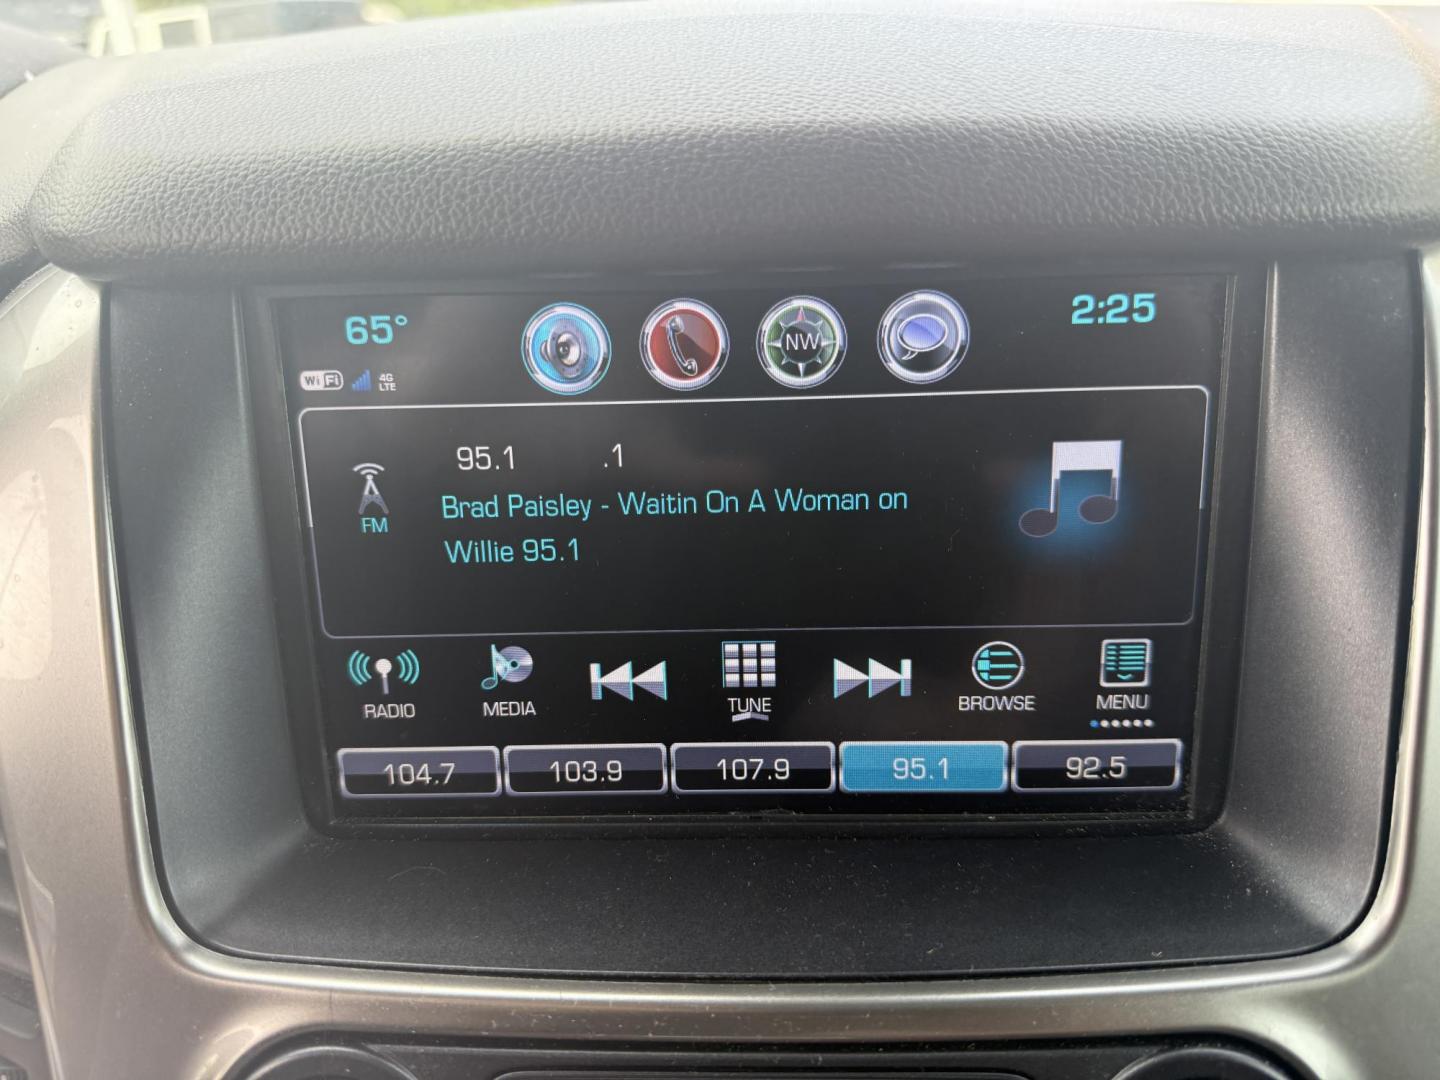 65°
NW
2:25
WiFi 4G LTE
95.1 .1
Brad Paisley - Waitin On A Woman on
Willie 95.1
FM
RADIO MEDIA TUNE BROWSE MENU
104.7 103.9 107.9 95.1 92.5